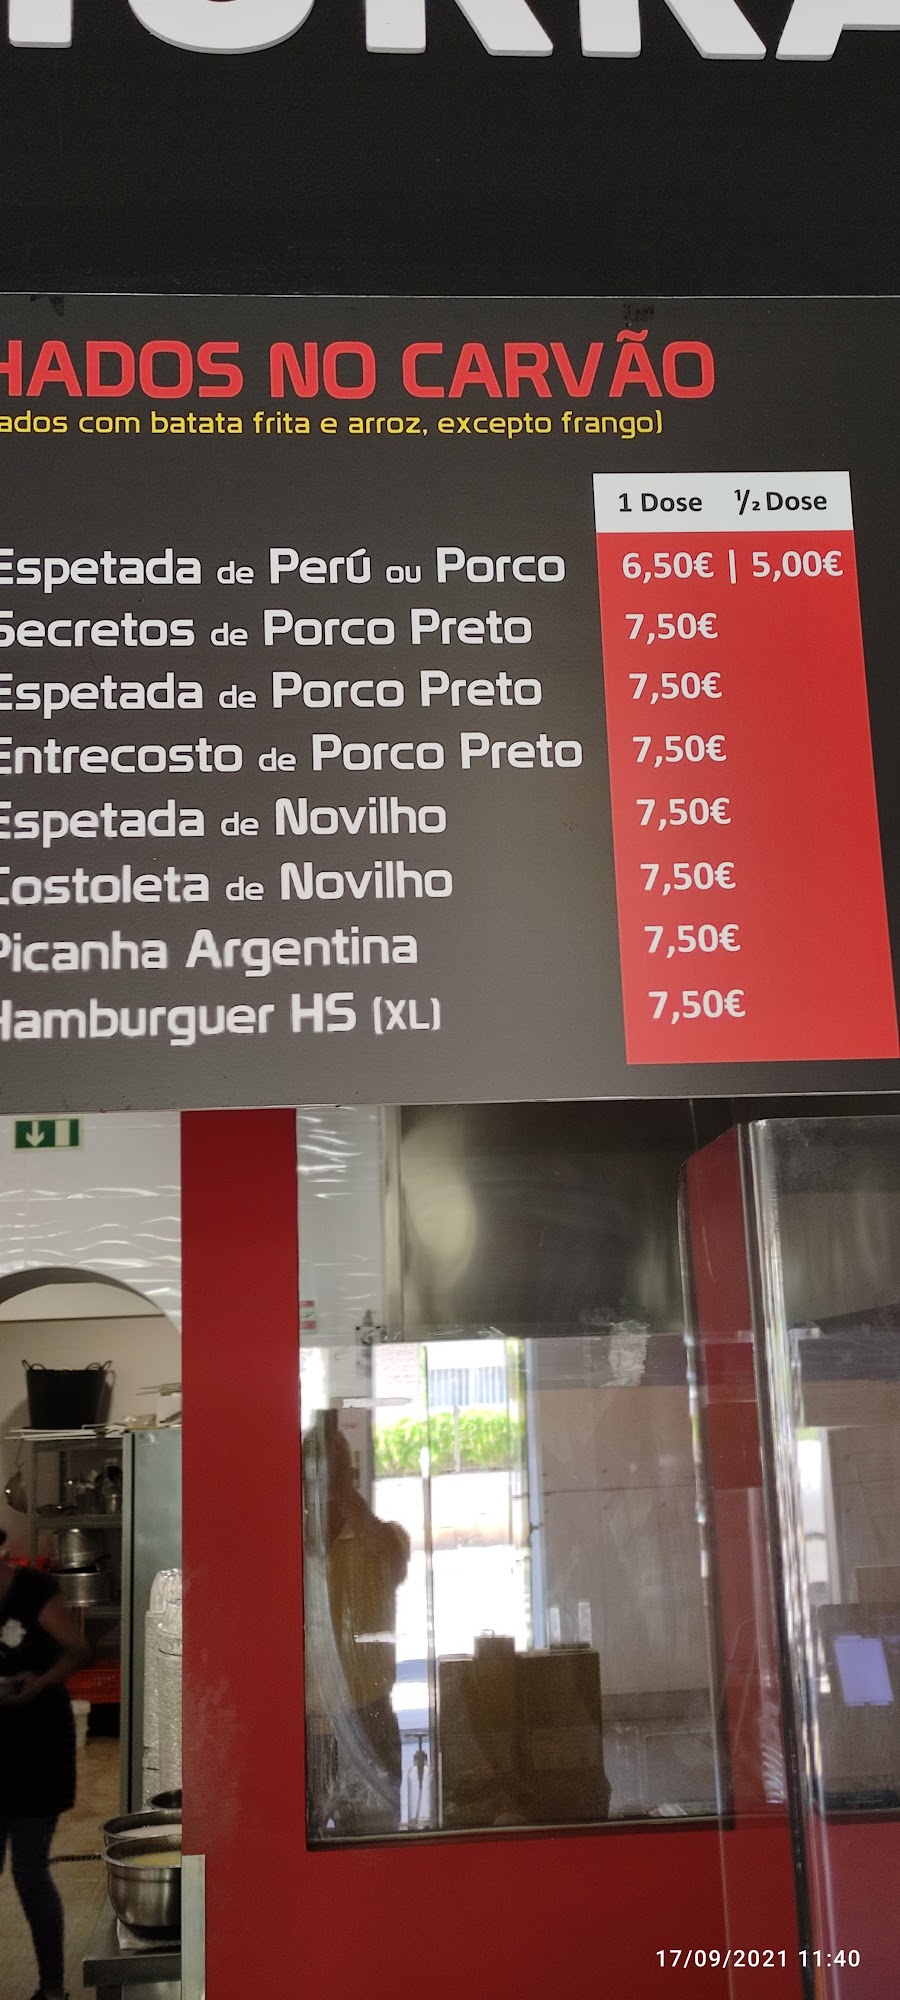 HADOS NO CARVÃO
ados com batata frita e arroz, excepto frango)
1 Dose ½ Dose
Espetada de Perú ou Porco 6,50€ | 5,00€
Secretos de Porco Preto 7,50€
Espetada de Porco Preto 7,50€
Entrecosto de Porco Preto 7,50€
Espetada de Novilho 7,50€
Costoleta de Novilho 7,50€
Picanha Argentina 7,50€
Hamburguer HS (XL) 7,50€
17/09/2021 11:40